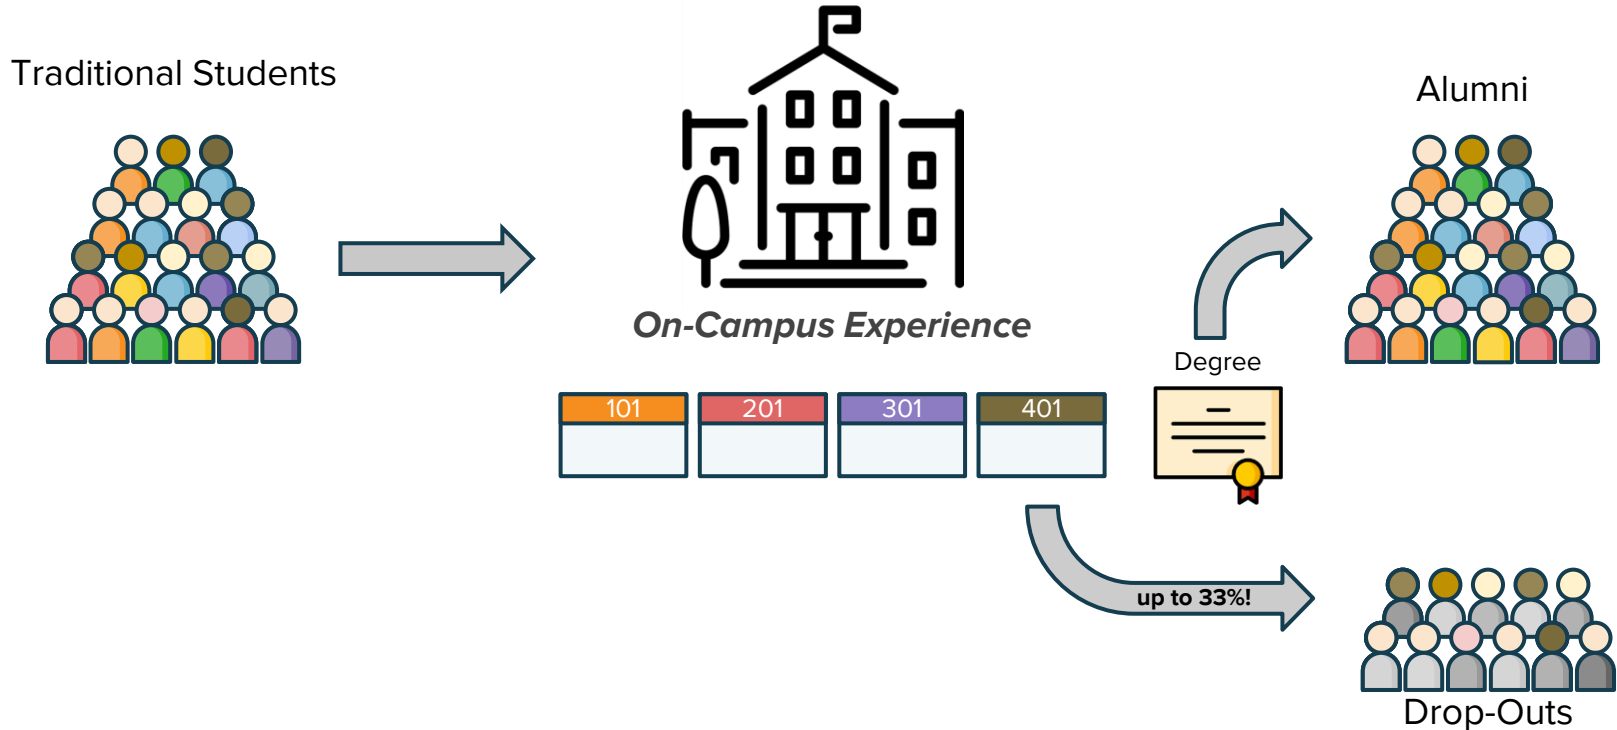 Traditional Students
On-Campus Experience
101
201
301
401
Degree
Alumni
up to 33%!
Drop-Outs